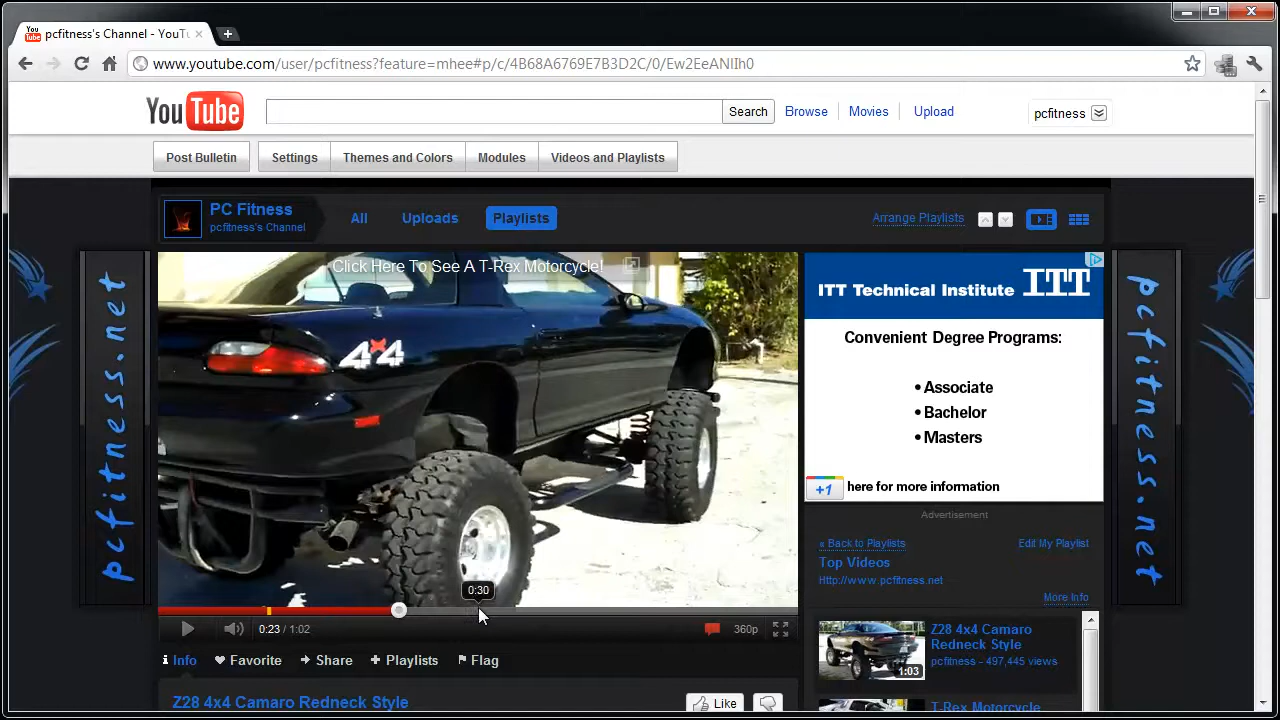 pcfitness's Channel - YouTu
www.youtube.com/user/pcfitness?feature=mhee#p/c/4B68A6769E7B3D2C/0/Ew2EeANIIh0
YouTube
Search
Browse
Movies
Upload
pcfitness
Post Bulletin
Settings
Themes and Colors
Modules
Videos and Playlists
PC Fitness
pcfitness's Channel
All
Uploads
Playlists
Arrange Playlists
pcfitness.net
Click Here To See A T-Rex Motorcycle!
4x4
0:30
0:23 / 1:02
360p
Info
Favorite
Share
Playlists
Flag
Z28 4x4 Camaro Redneck Style
Like
ITT Technical Institute ITT
Convenient Degree Programs:
• Associate
• Bachelor
• Masters
+1 here for more information
Advertisement
« Back to Playlists
Edit My Playlist
Top Videos
Http://www.pcfitness.net
More Info
Z28 4x4 Camaro
Redneck Style
pcfitness - 497,445 views
1:03
T-Rex Motorcycle
pcfitness.net